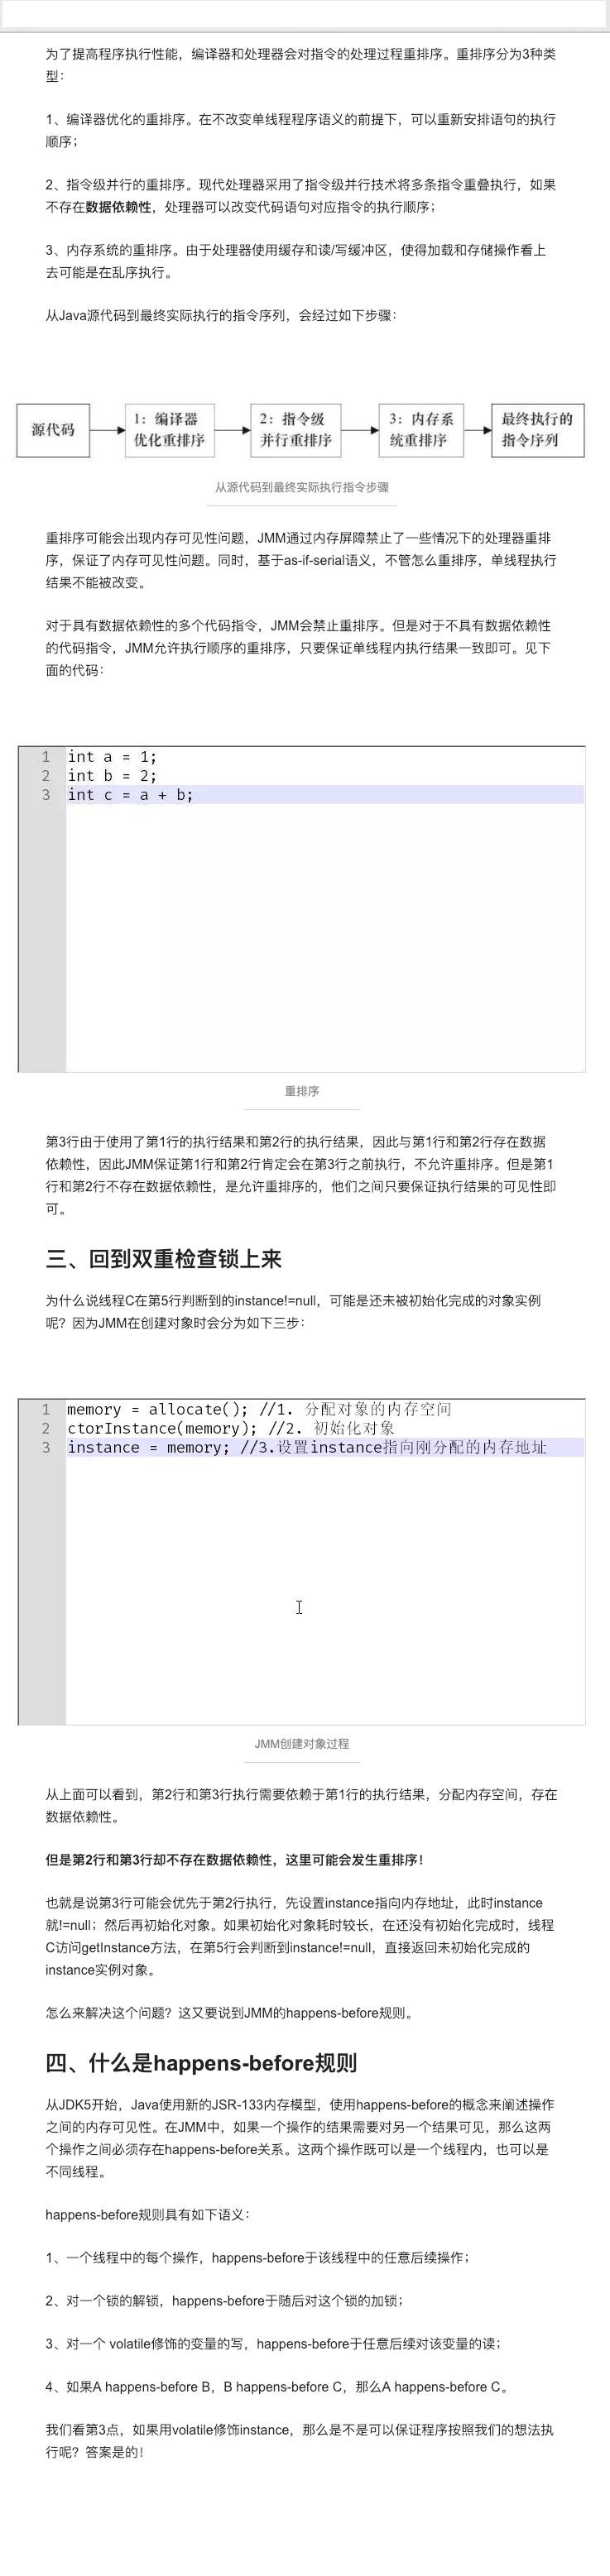 为了提高程序执行性能，编译器和处理器会对指令的处理过程重排序。重排序分为3种类
型：
1、编译器优化的重排序。在不改变单线程程序语义的前提下，可以重新安排语句的执行
顺序；
2、指令级并行的重排序。现代处理器采用了指令级并行技术将多条指令重叠执行，如果
不存在数据依赖性，处理器可以改变代码语句对应指令的执行顺序；
3、内存系统的重排序。由于处理器使用缓存和读/写缓冲区，使得加载和存储操作看上
去可能是在乱序执行。
从Java源代码到最终实际执行的指令序列，会经过如下步骤：
源代码
1：编译器
优化重排序
2：指令级
并行重排序
3：内存系
统重排序
最终执行的
指令序列
从源代码到最终实际执行指令步骤
重排序可能会出现内存可见性问题，JMM通过内存屏障禁止了一些情况下的处理器重排
序，保证了内存可见性问题。同时，基于as-if-serial语义，不管怎么重排序，单线程执行
结果不能被改变。
对于具有数据依赖性的多个代码指令，JMM会禁止重排序。但是对于不具有数据依赖性
的代码指令，JMM允许执行顺序的重排序，只要保证单线程内执行结果一致即可。见下
面的代码：
1 int a = 1;
2 int b = 2;
3 int c = a + b;
重排序
第3行由于使用了第1行的执行结果和第2行的执行结果，因此与第1行和第2行存在数据
依赖性，因此JMM保证第1行和第2行肯定会在第3行之前执行，不允许重排序。但是第1
行和第2行不存在数据依赖性，是允许重排序的，他们之间只要保证执行结果的可见性即
可。
三、回到双重检查锁上来
为什么说线程C在第5行判断到的instance!=null，可能是还未被初始化完成的对象实例
呢？因为JMM在创建对象时会分为如下三步：
1 memory = allocate(); //1. 分配对象的内存空间
2 ctorInstance(memory); //2. 初始化对象
3 instance = memory; //3.设置instance指向刚分配的内存地址
JMM创建对象过程
从上面可以看到，第2行和第3行执行需要依赖于第1行的执行结果，分配内存空间，存在
数据依赖性。
但是第2行和第3行却不存在数据依赖性，这里可能会发生重排序！
也就是说第3行可能会优先于第2行执行，先设置instance指向内存地址，此时instance
就!=null；然后再初始化对象。如果初始化对象耗时较长，在还没有初始化完成时，线程
C访问getInstance方法，在第5行会判断到instance!=null，直接返回未初始化完成的
instance实例对象。
怎么来解决这个问题？这又要说到JMM的happens-before规则。
四、什么是happens-before规则
从JDK5开始，Java使用新的JSR-133内存模型，使用happens-before的概念来阐述操作
之间的内存可见性。在JMM中，如果一个操作的结果需要对另一个结果可见，那么这两
个操作之间必须存在happens-before关系。这两个操作既可以是一个线程内，也可以是
不同线程。
happens-before规则具有如下语义：
1、一个线程中的每个操作，happens-before于该线程中的任意后续操作；
2、对一个锁的解锁，happens-before于随后对这个锁的加锁；
3、对一个 volatile修饰的变量的写，happens-before于任意后续对该变量的读；
4、如果A happens-before B，B happens-before C，那么A happens-before C。
我们看第3点，如果用volatile修饰instance，那么是不是可以保证程序按照我们的想法执
行呢？答案是的！